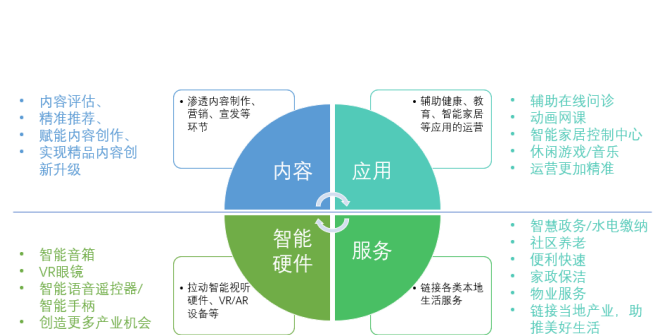 内容评估、
精准推荐、
赋能内容创作、
实现精品内容创
新升级
渗透内容制作、
营销、宣发等
环节
内容
应用
辅助健康、教
育、智能家居
等应用的运营
辅助在线问诊
动画网课
智能家居控制中心
休闲游戏/音乐
运营更加精准
智能音箱
VR眼镜
智能语音遥控器/
智能手柄
创造更多产业机会
拉动智能视听
硬件、VR/AR
设备等
智能
硬件
服务
链接各类本地
生活服务
智慧政务/水电缴纳
社区养老
便利快速
家政保洁
物业服务
链接当地产业，助
推美好生活